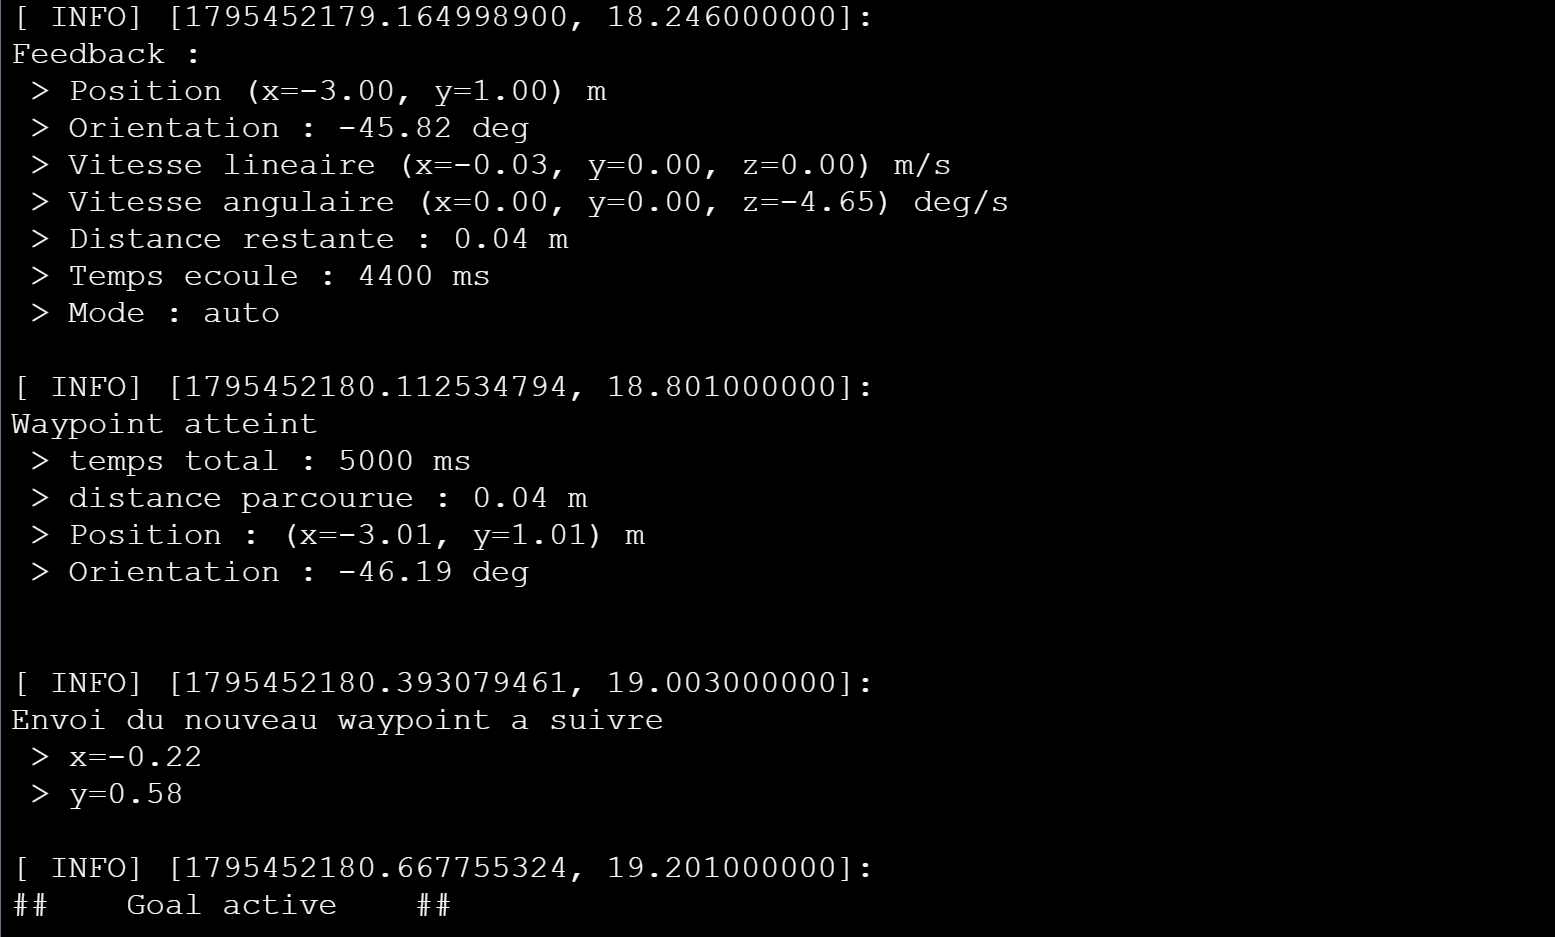 [ INFO] [1795452179.164998900, 18.246000000]:
Feedback :
 > Position (x=-3.00, y=1.00) m
 > Orientation : -45.82 deg
 > Vitesse lineaire (x=-0.03, y=0.00, z=0.00) m/s
 > Vitesse angulaire (x=0.00, y=0.00, z=-4.65) deg/s
 > Distance restante : 0.04 m
 > Temps ecoule : 4400 ms
 > Mode : auto
[ INFO] [1795452180.112534794, 18.801000000]:
Waypoint atteint
 > temps total : 5000 ms
 > distance parcourue : 0.04 m
 > Position : (x=-3.01, y=1.01) m
 > Orientation : -46.19 deg
[ INFO] [1795452180.393079461, 19.003000000]:
Envoi du nouveau waypoint a suivre
 > x=-0.22
 > y=0.58
[ INFO] [1795452180.667755324, 19.201000000]:
##    Goal active    ##